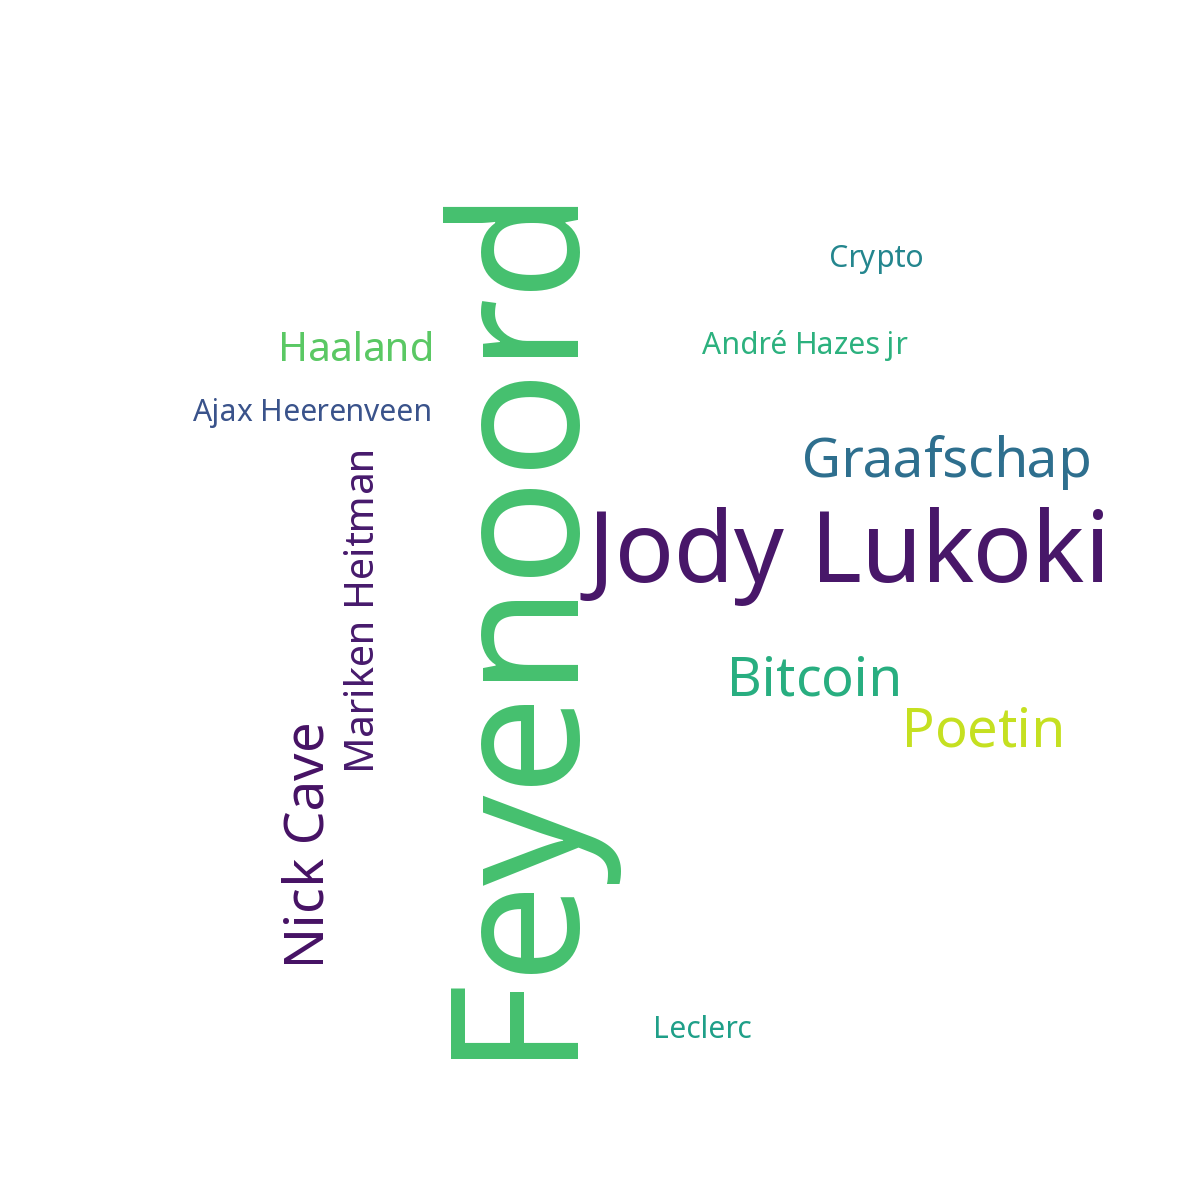 Crypto
Haaland
André Hazes jr
Ajax Heerenveen
Feyenoord
Graafschap
Jody Lukoki
Mariken Heitman
Bitcoin
Poetin
Nick Cave
Leclerc